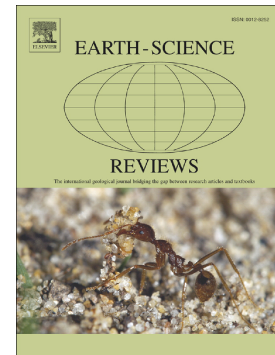 ISSN: 0012-8252
ELSEVIER
EARTH-SCIENCE
REVIEWS
The international geological journal bridging the gap between research articles and textbooks